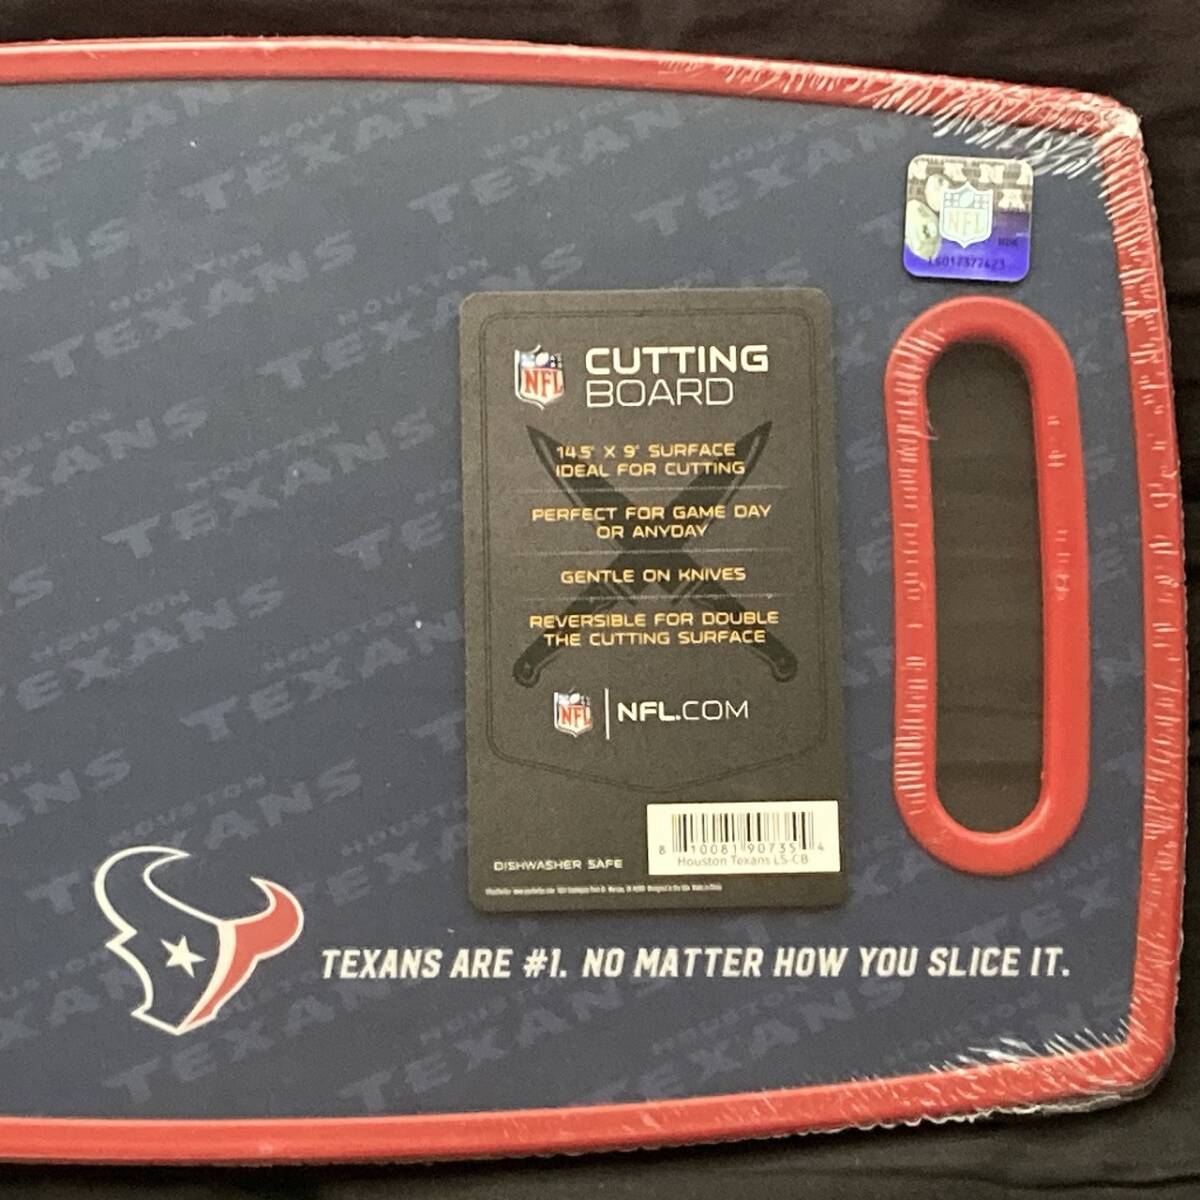 HOUSTON
TEXANS
NFL
LS017377423
NFL
CUTTING
BOARD
14.5" X 9" SURFACE
IDEAL FOR CUTTING
PERFECT FOR GAME DAY
OR ANYDAY
GENTLE ON KNIVES
REVERSIBLE FOR DOUBLE
THE CUTTING SURFACE
NFL
NFL.COM
8 10081 90735 4
Houston Texans LS-CB
DISHWASHER SAFE
TEXANS ARE #1. NO MATTER HOW YOU SLICE IT.